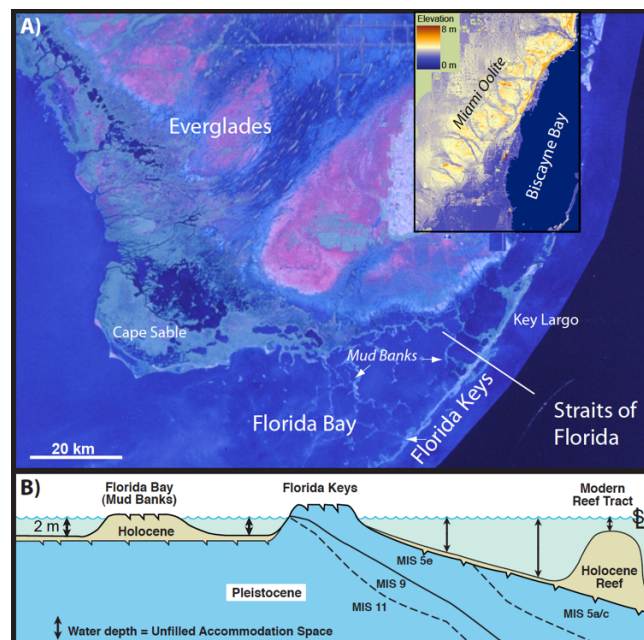 A)
Elevation
8 m
0 m
Miami Oolite
Biscayne Bay
Everglades
Cape Sable
Key Largo
Mud Banks
Florida Bay
Florida Keys
Straits of
Florida
20 km
B)
Florida Bay
(Mud Banks)
Florida Keys
Modern
Reef Tract
2 m
Holocene
MIS 5e
Holocene
Reef
MIS 9
Pleistocene
MIS 11
MIS 5a/c
Water depth = Unfilled Accommodation Space